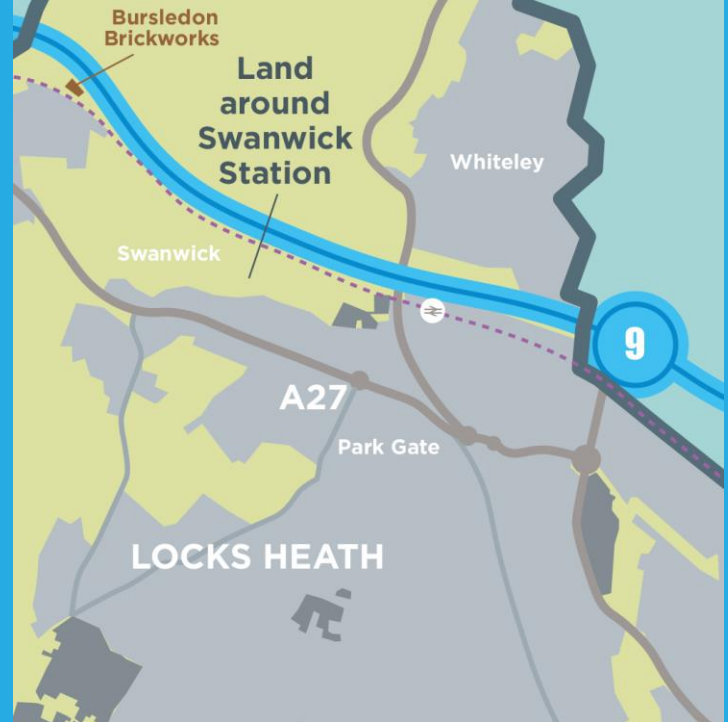 Bursledon
Brickworks
Land
around
Swanwick
Station
Whiteley
Swanwick
9
A27
Park Gate
LOCKS HEATH